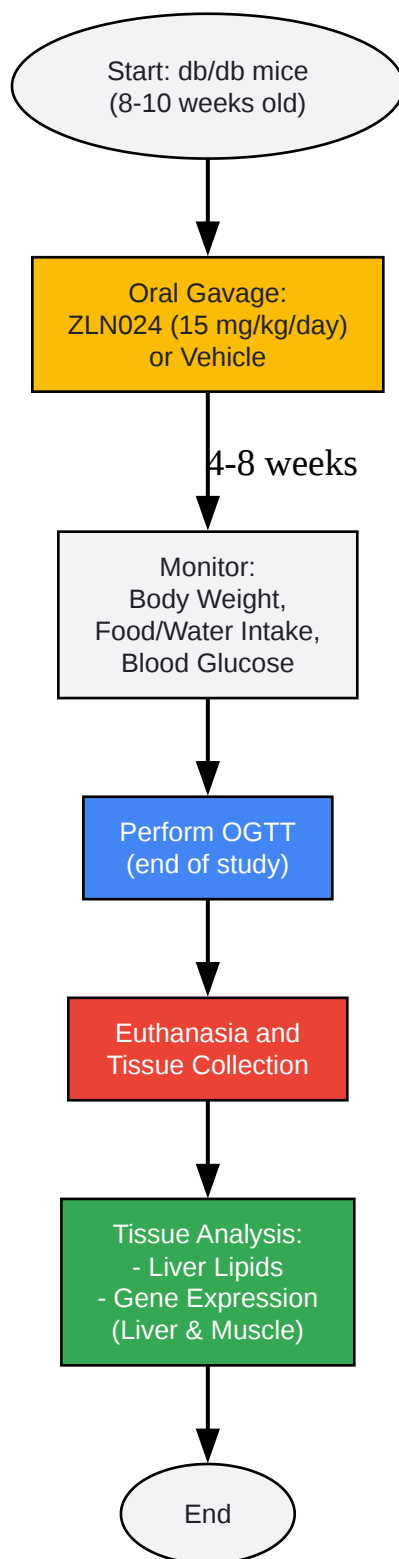 Start: db/db mice
(8-10 weeks old)
Oral Gavage:
ZLN024 (15 mg/kg/day)
or Vehicle
4-8 weeks
Monitor:
Body Weight,
Food/Water Intake,
Blood Glucose
Perform OGTT
(end of study)
Euthanasia and
Tissue Collection
Tissue Analysis:
- Liver Lipids
- Gene Expression
(Liver & Muscle)
End